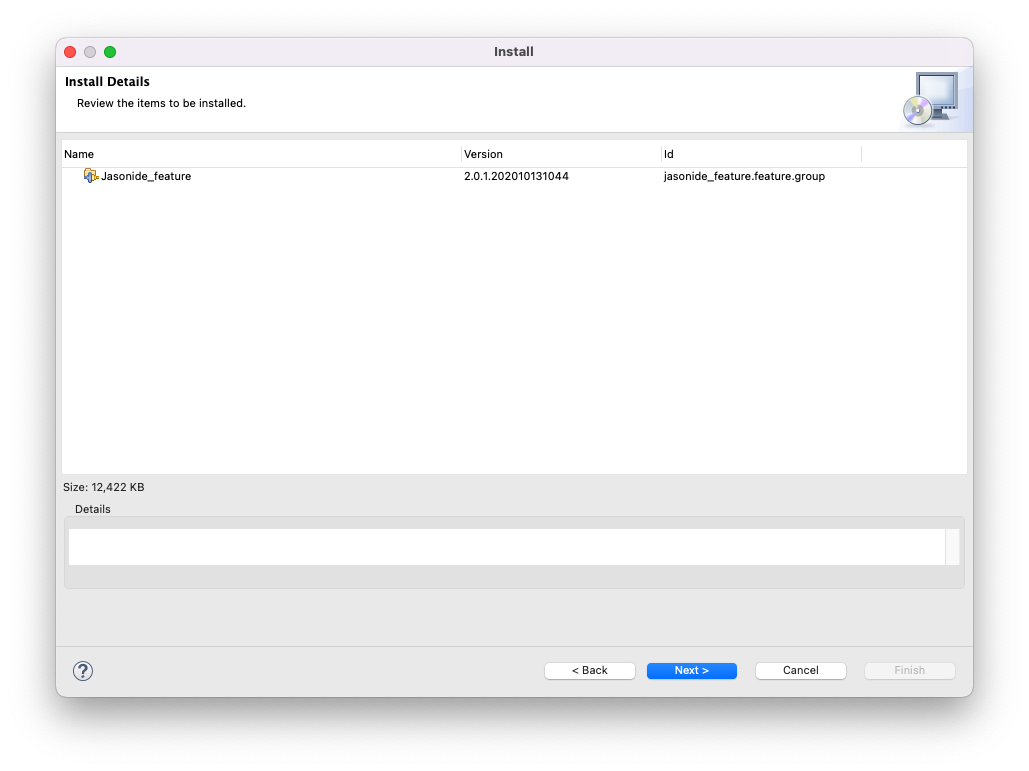 Install
Install Details
Review the items to be installed.
Name Version Id
Jasonide_feature 2.0.1.202010131044 jasonide_feature.feature.group
Size: 12,422 KB
Details
?
< Back Next > Cancel Finish